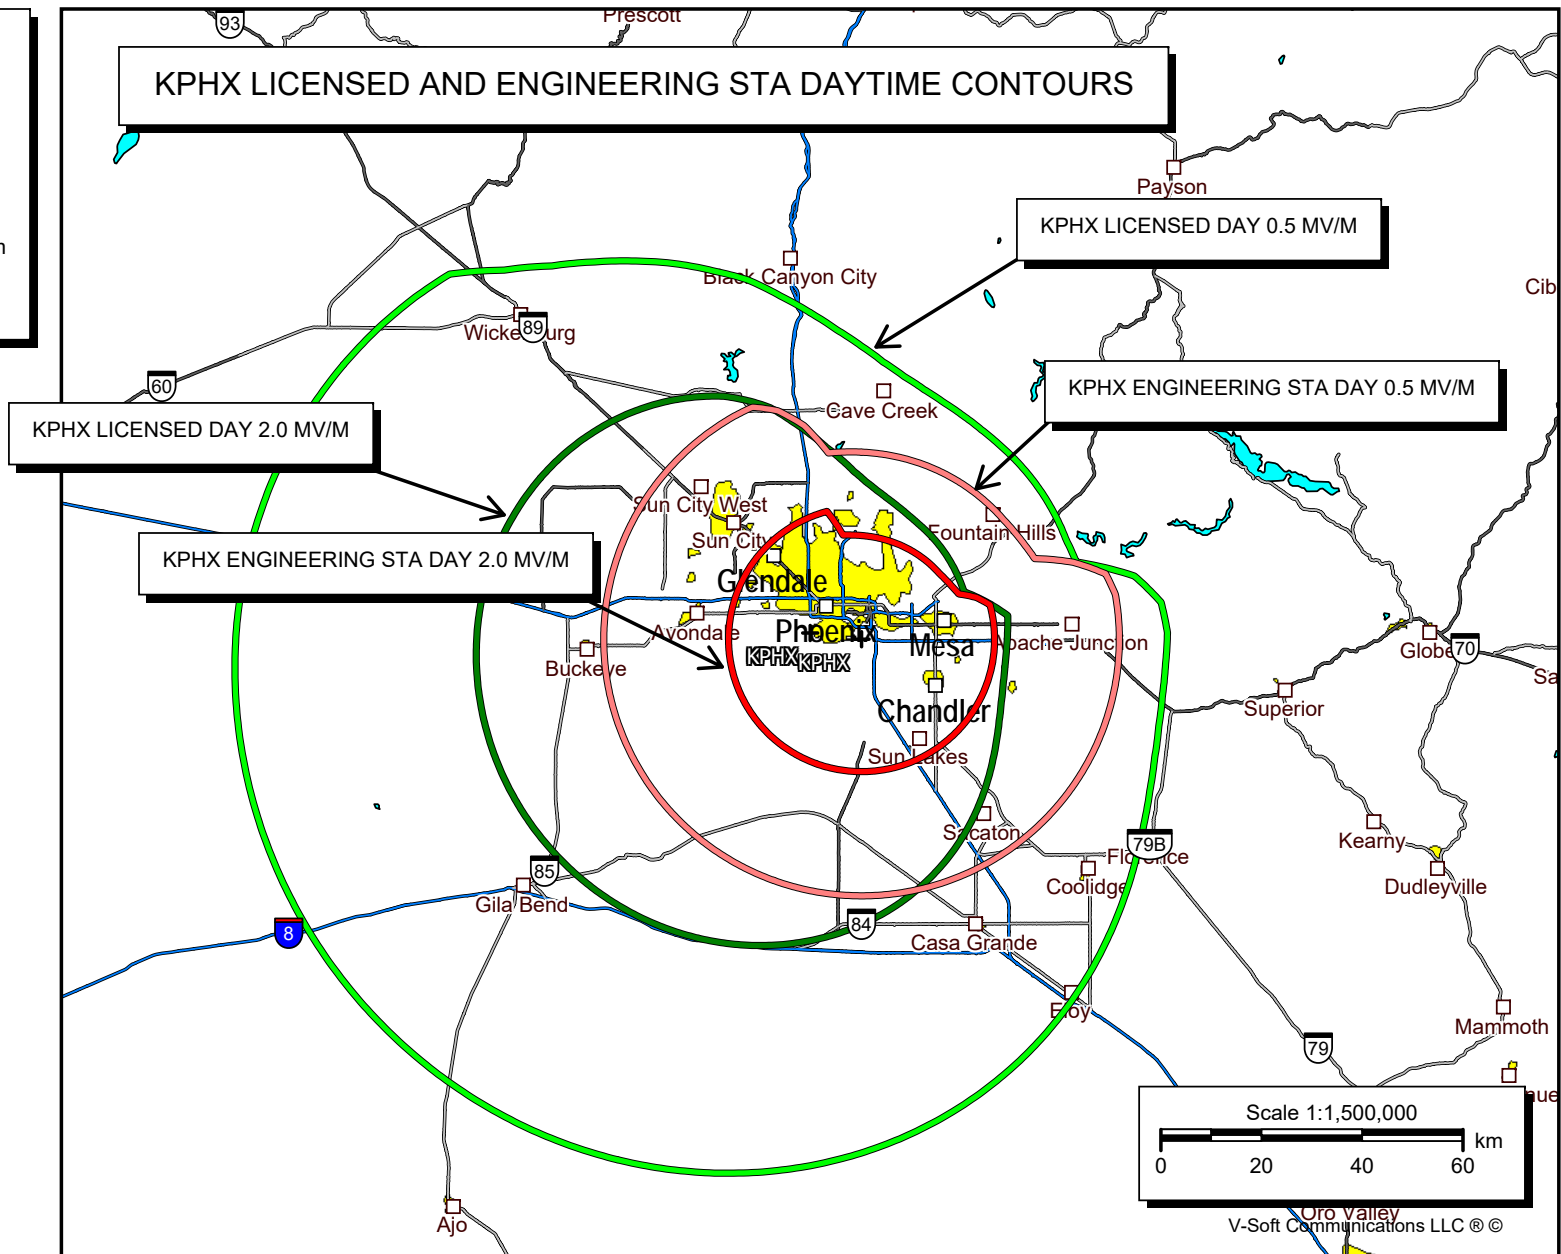 93
Prescott
KPHX LICENSED AND ENGINEERING STA DAYTIME CONTOURS
Payson
KPHX LICENSED DAY 0.5 MV/M
n
Black Canyon City
Cib
Wickenburg
89
60
KPHX ENGINEERING STA DAY 0.5 MV/M
Cave Creek
KPHX LICENSED DAY 2.0 MV/M
Sun City West
Fountain Hills
Sun City
KPHX ENGINEERING STA DAY 2.0 MV/M
Glendale
Avondale
Phoenix
Mesa
Apache Junction
Globe
70
Buckeye
KPHX
KPHX
Sa
Chandler
Superior
Sun Lakes
Sacaton
Kearny
79B
Florence
85
Coolidge
Dudleyville
Gila Bend
84
8
Casa Grande
Eloy
Mammoth
79
nue
Scale 1:1,500,000
km
0 20 40 60
Ajo
Oro Valley
V-Soft Communications LLC ® ©